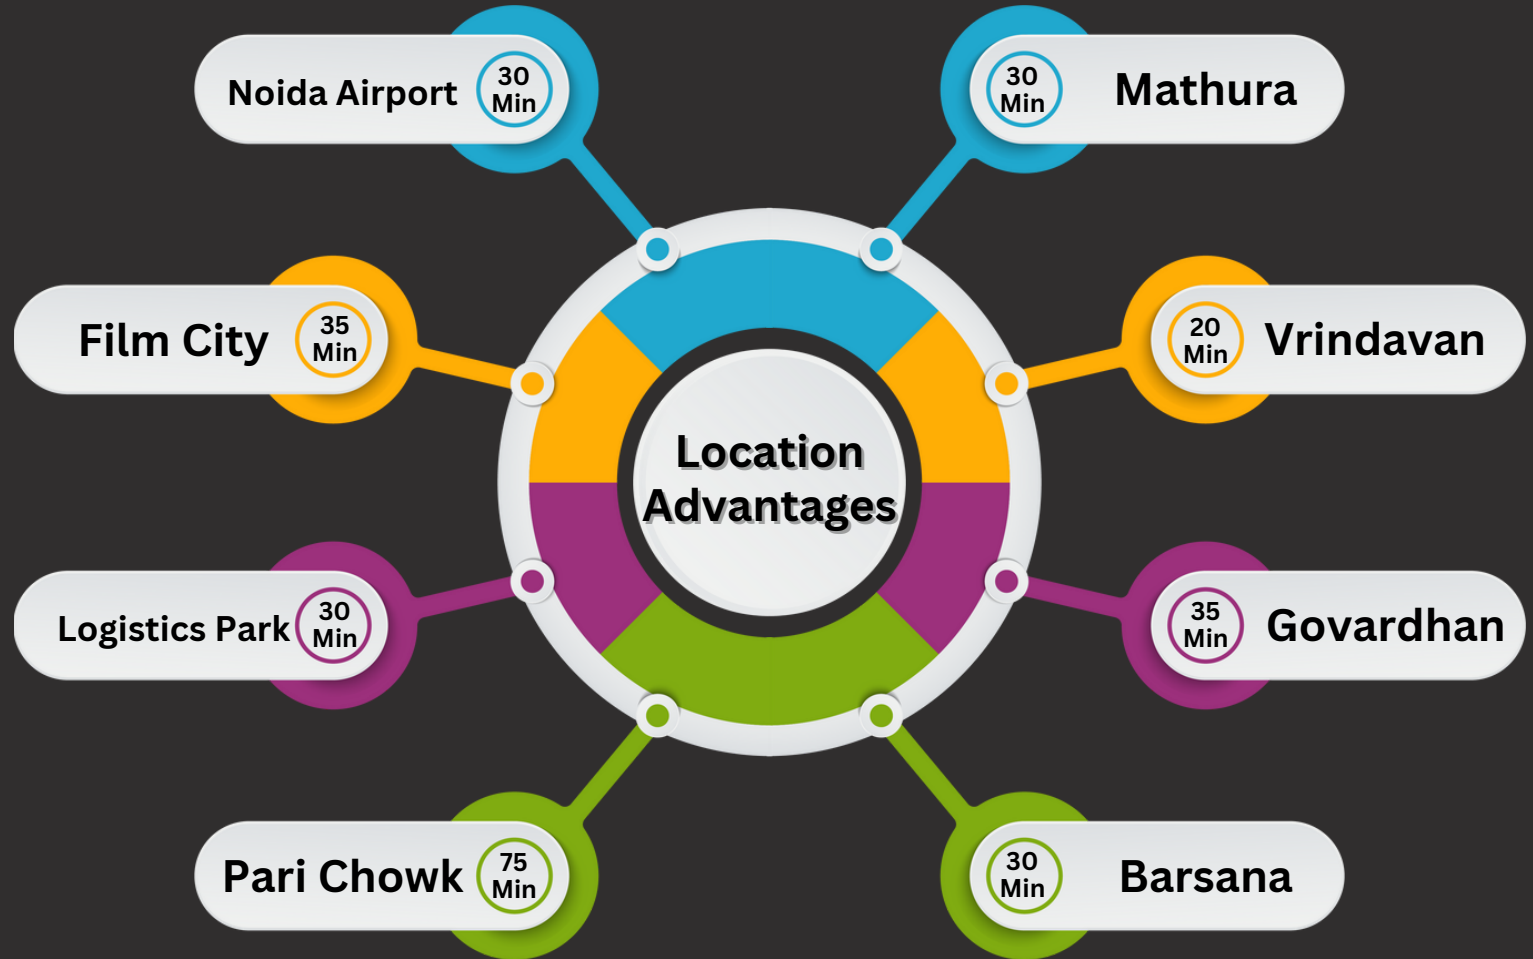 Noida Airport
30
Min
30
Min
Mathura
Film City
35
Min
20
Min
Vrindavan
Location
Advantages
Logistics Park
30
Min
35
Min
Govardhan
Pari Chowk
75
Min
30
Min
Barsana